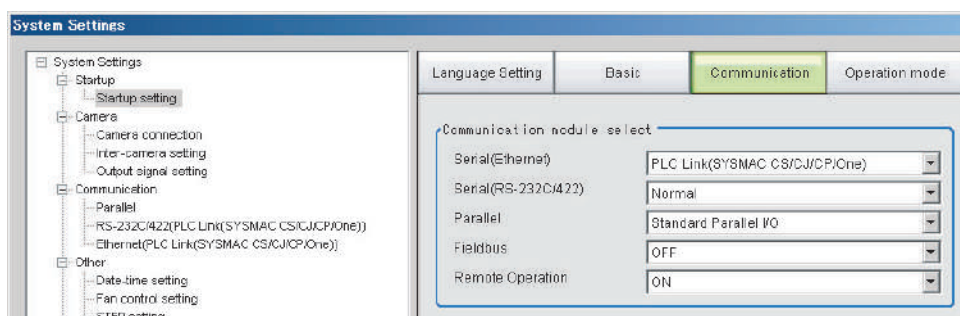 System Settings
System Settings
Startup
Startup setting
Camera
Camera connection
Inter-camera setting
Output signal setting
Communication
Parallel
RS-232C/422(PLC Link(SYSMAC CS/CJ/CP/One))
Ethernet(PLC Link(SYSMAC CS/CJ/CP/One))
Other
Date-time setting
Fan control setting
STEP setting
Language Setting
Basic
Communication
Operation mode
Communication module select
Serial(Ethernet)
PLC Link(SYSMAC CS/CJ/CP/One)
Serial(RS-232C/422)
Normal
Parallel
Standard Parallel I/O
Fieldbus
OFF
Remote Operation
ON